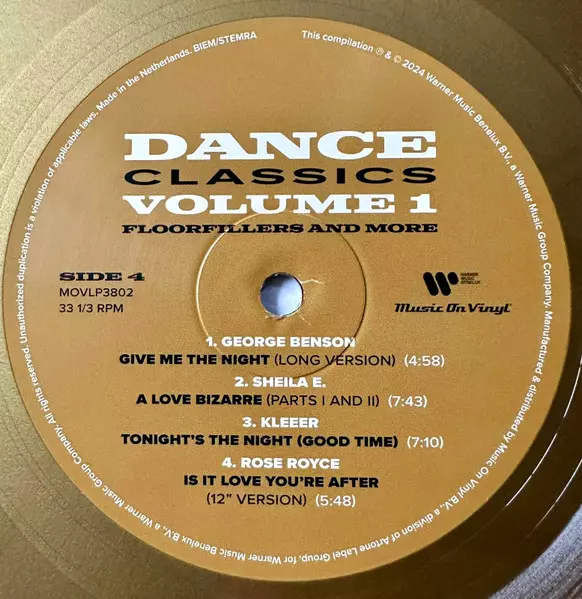 This compilation ℗ & © 2024 Warner Music Benelux B.V., a Warner Music Group Company. Manufactured & distributed by Music On Vinyl B.V., a division of Artone Label Group, for Warner Music Benelux B.V., a Warner Music Group Company. All rights reserved. Unauthorized duplication is a violation of applicable laws. Made in the Netherlands. BIEM/STEMRA
DANCE
CLASSICS
VOLUME 1
FLOORFILLERS AND MORE
SIDE 4
MOVLP3802
33 1/3 RPM
WARNER
MUSIC
BENELUX
Music On Vinyl
1. GEORGE BENSON
GIVE ME THE NIGHT (LONG VERSION) (4:58)
2. SHEILA E.
A LOVE BIZARRE (PARTS I AND II) (7:43)
3. KLEEER
TONIGHT'S THE NIGHT (GOOD TIME) (7:10)
4. ROSE ROYCE
IS IT LOVE YOU'RE AFTER
(12” VERSION) (5:48)